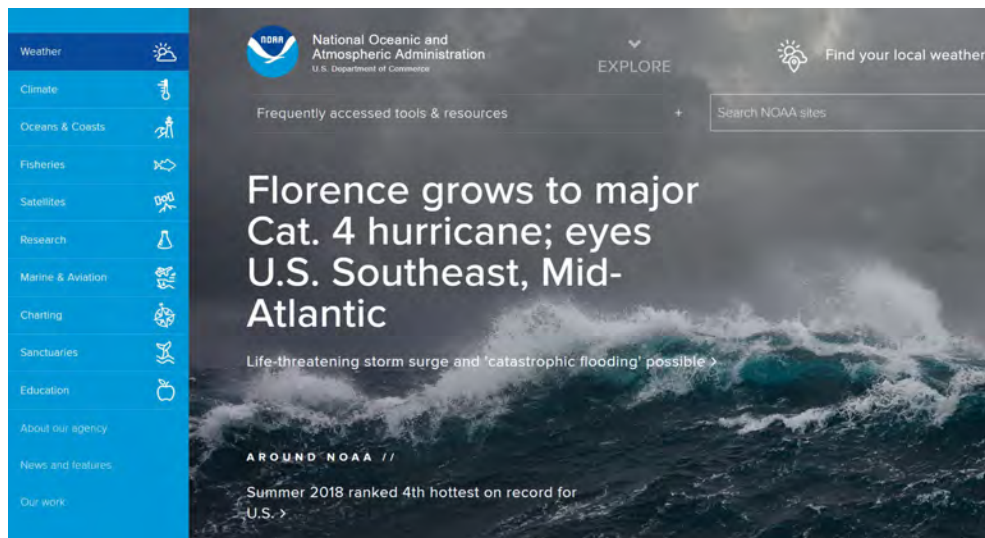 Weather
Climate
Oceans & Coasts
Fisheries
Satellites
Research
Marine & Aviation
Charting
Sanctuaries
Education
About our agency
News and features
Our work
NOAA
National Oceanic and
Atmospheric Administration
U.S. Department of Commerce
EXPLORE
Find your local weather
Frequently accessed tools & resources +
Search NOAA sites
Florence grows to major
Cat. 4 hurricane; eyes
U.S. Southeast, Mid-
Atlantic
Life-threatening storm surge and 'catastrophic flooding' possible >
AROUND NOAA //
Summer 2018 ranked 4th hottest on record for
U.S. >